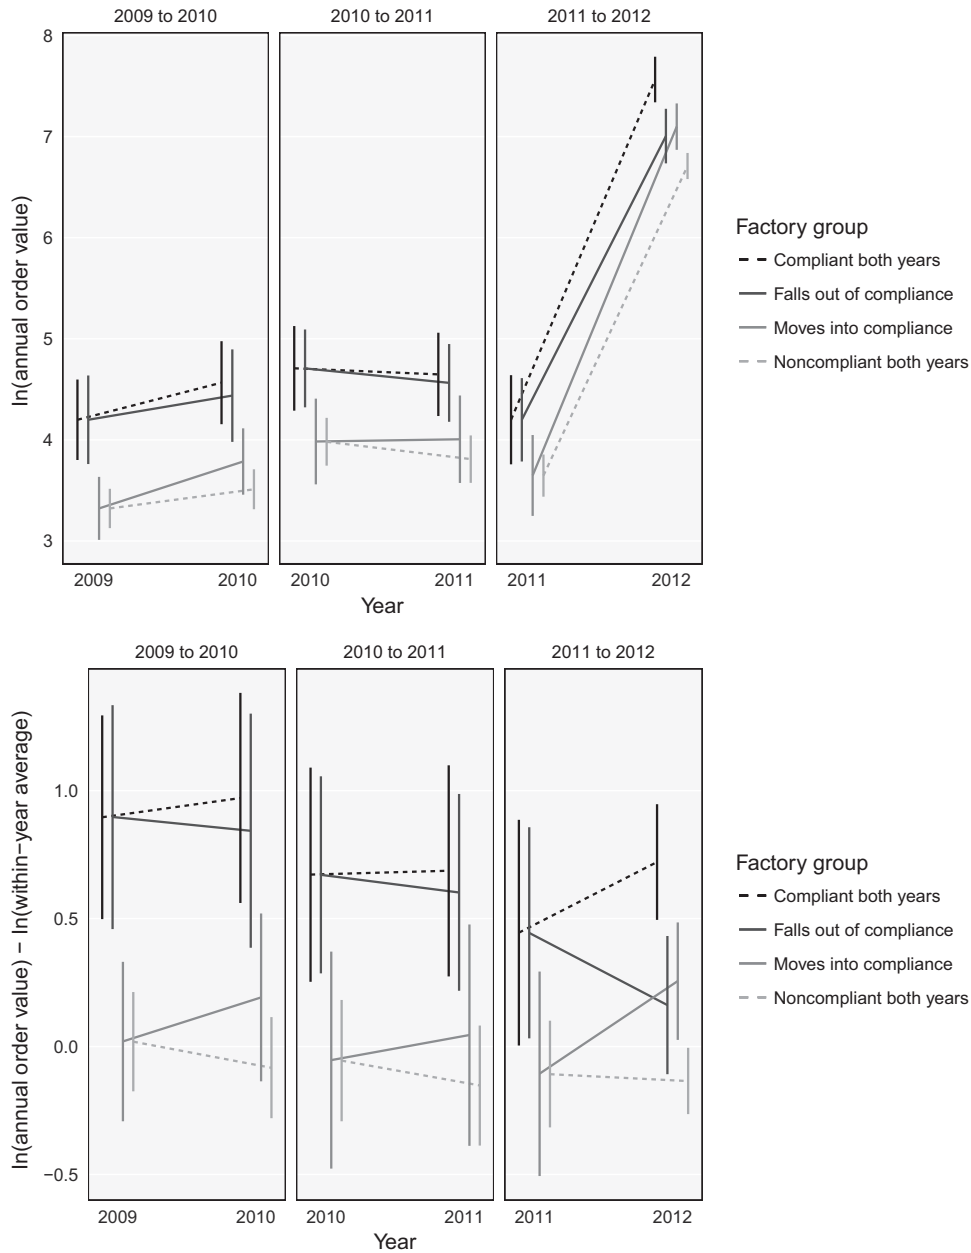 2009 to 2010
2010 to 2011
2011 to 2012
ln(annual order value)
8
7
6
5
4
3
2009
2010
2010
2011
2011
2012
Year
Factory group
Compliant both years
Falls out of compliance
Moves into compliance
Noncompliant both years
2009 to 2010
2010 to 2011
2011 to 2012
ln(annual order value) − ln(within−year average)
1.0
0.5
0.0
−0.5
2009
2010
2010
2011
2011
2012
Year
Factory group
Compliant both years
Falls out of compliance
Moves into compliance
Noncompliant both years